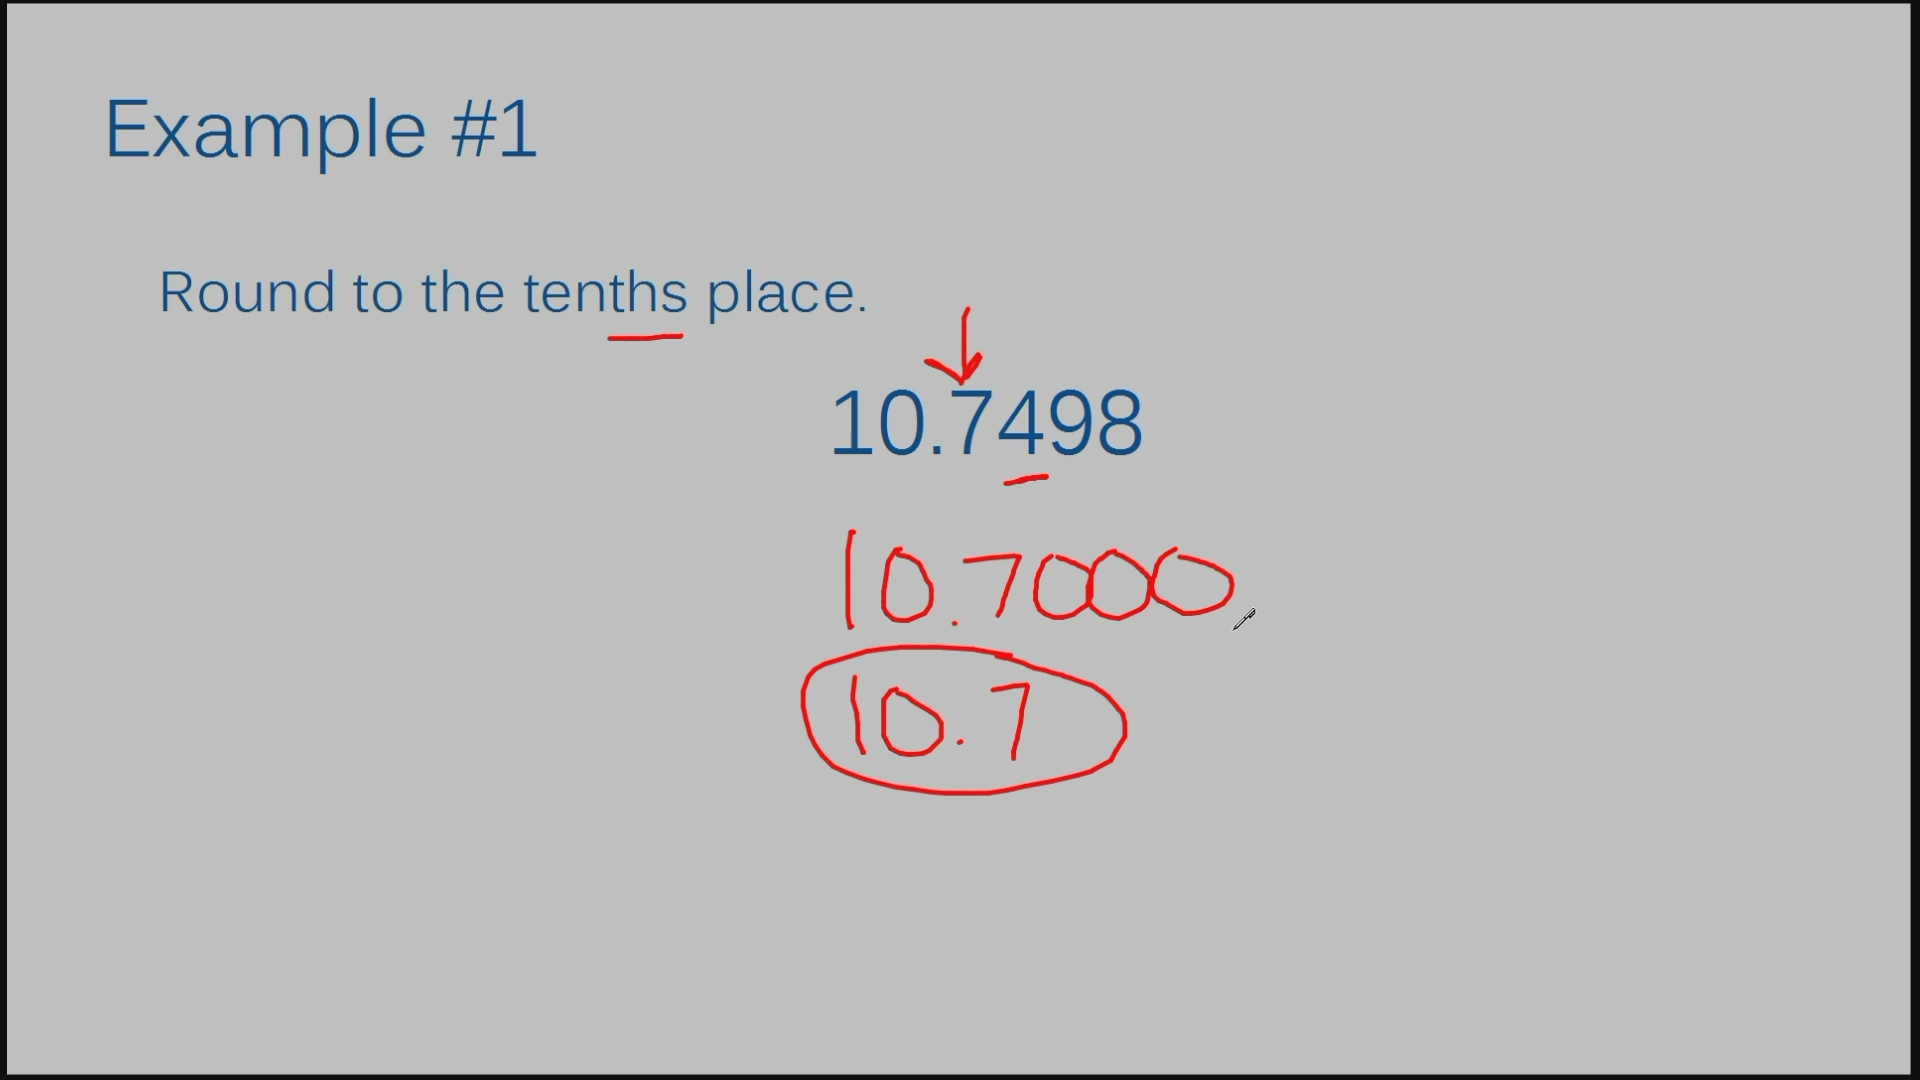 Example #1
Round to the tenths place.
10.7498
10.7000
10.7